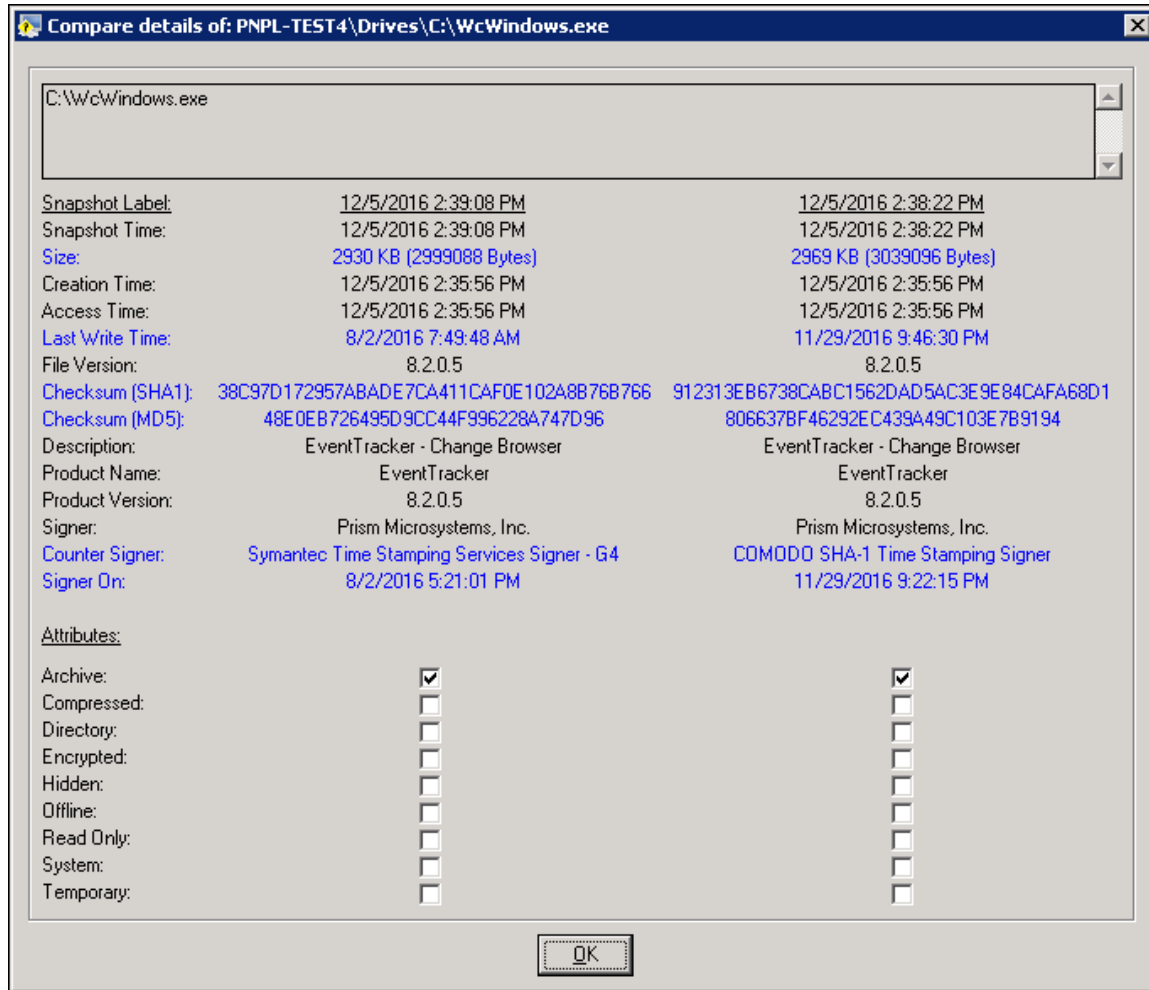 Compare details of: PNPL-TEST4\Drives\C:\WcWindows.exe
C:\WcWindows.exe
Snapshot Label: 12/5/2016 2:39:08 PM 12/5/2016 2:38:22 PM
Snapshot Time: 12/5/2016 2:39:08 PM 12/5/2016 2:38:22 PM
Size: 2930 KB (2999088 Bytes) 2969 KB (3039096 Bytes)
Creation Time: 12/5/2016 2:35:56 PM 12/5/2016 2:35:56 PM
Access Time: 12/5/2016 2:35:56 PM 12/5/2016 2:35:56 PM
Last Write Time: 8/2/2016 7:49:48 AM 11/29/2016 9:46:30 PM
File Version: 8.2.0.5 8.2.0.5
Checksum (SHA1): 38C97D172957ABADE7CA411CAF0E102A8B76B766 912313EB6738CABC1562DAD5AC3E9E84CAFA68D1
Checksum (MD5): 48E0EB726495D9CC44F996228A747D96 806637BF46292EC439A49C103E7B9194
Description: EventTracker - Change Browser EventTracker - Change Browser
Product Name: EventTracker EventTracker
Product Version: 8.2.0.5 8.2.0.5
Signer: Prism Microsystems, Inc. Prism Microsystems, Inc.
Counter Signer: Symantec Time Stamping Services Signer - G4 COMODO SHA-1 Time Stamping Signer
Signer On: 8/2/2016 5:21:01 PM 11/29/2016 9:22:15 PM
Attributes:
Archive:
Compressed:
Directory:
Encrypted:
Hidden:
Offline:
Read Only:
System:
Temporary:
OK